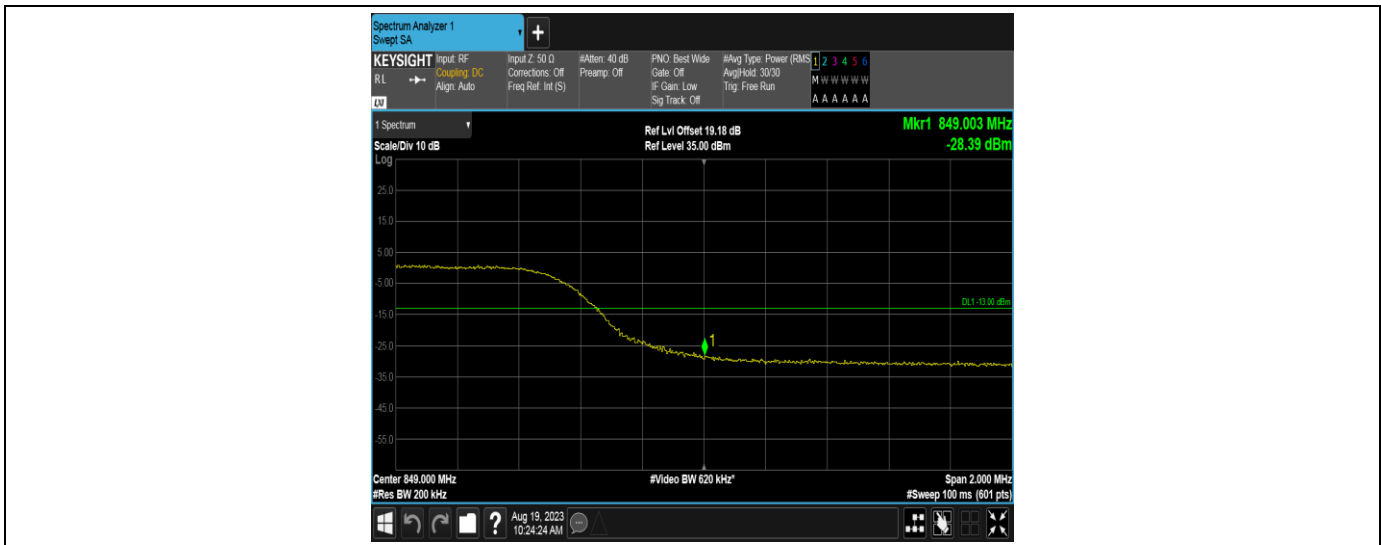 Spectrum Analyzer 1
Swept SA
+
KEYSIGHT
RL
LXI
Input: RF
Coupling: DC
Align: Auto
Input Z: 50 Ω
Corrections: Off
Freq Ref: Int (S)
#Atten: 40 dB
Preamp: Off
PNO: Best Wide
Gate: Off
IF Gain: Low
Sig Track: Off
#Avg Type: Power (RMS
Avg|Hold: 30/30
Trig: Free Run
1 2 3 4 5 6
M W W W W W
A A A A A A
1 Spectrum
Ref Lvl Offset 19.18 dB
Mkr1 849.003 MHz
Scale/Div 10 dB
Ref Level 35.00 dBm
-28.39 dBm
Log
25.0
15.0
5.00
-5.00
DL1 -13.00 dBm
-15.0
1
-25.0
-35.0
-45.0
-55.0
Center 849.000 MHz
#Video BW 620 kHz*
Span 2.000 MHz
#Res BW 200 kHz
#Sweep 100 ms (601 pts)
?
Aug 19, 2023
10:24:24 AM